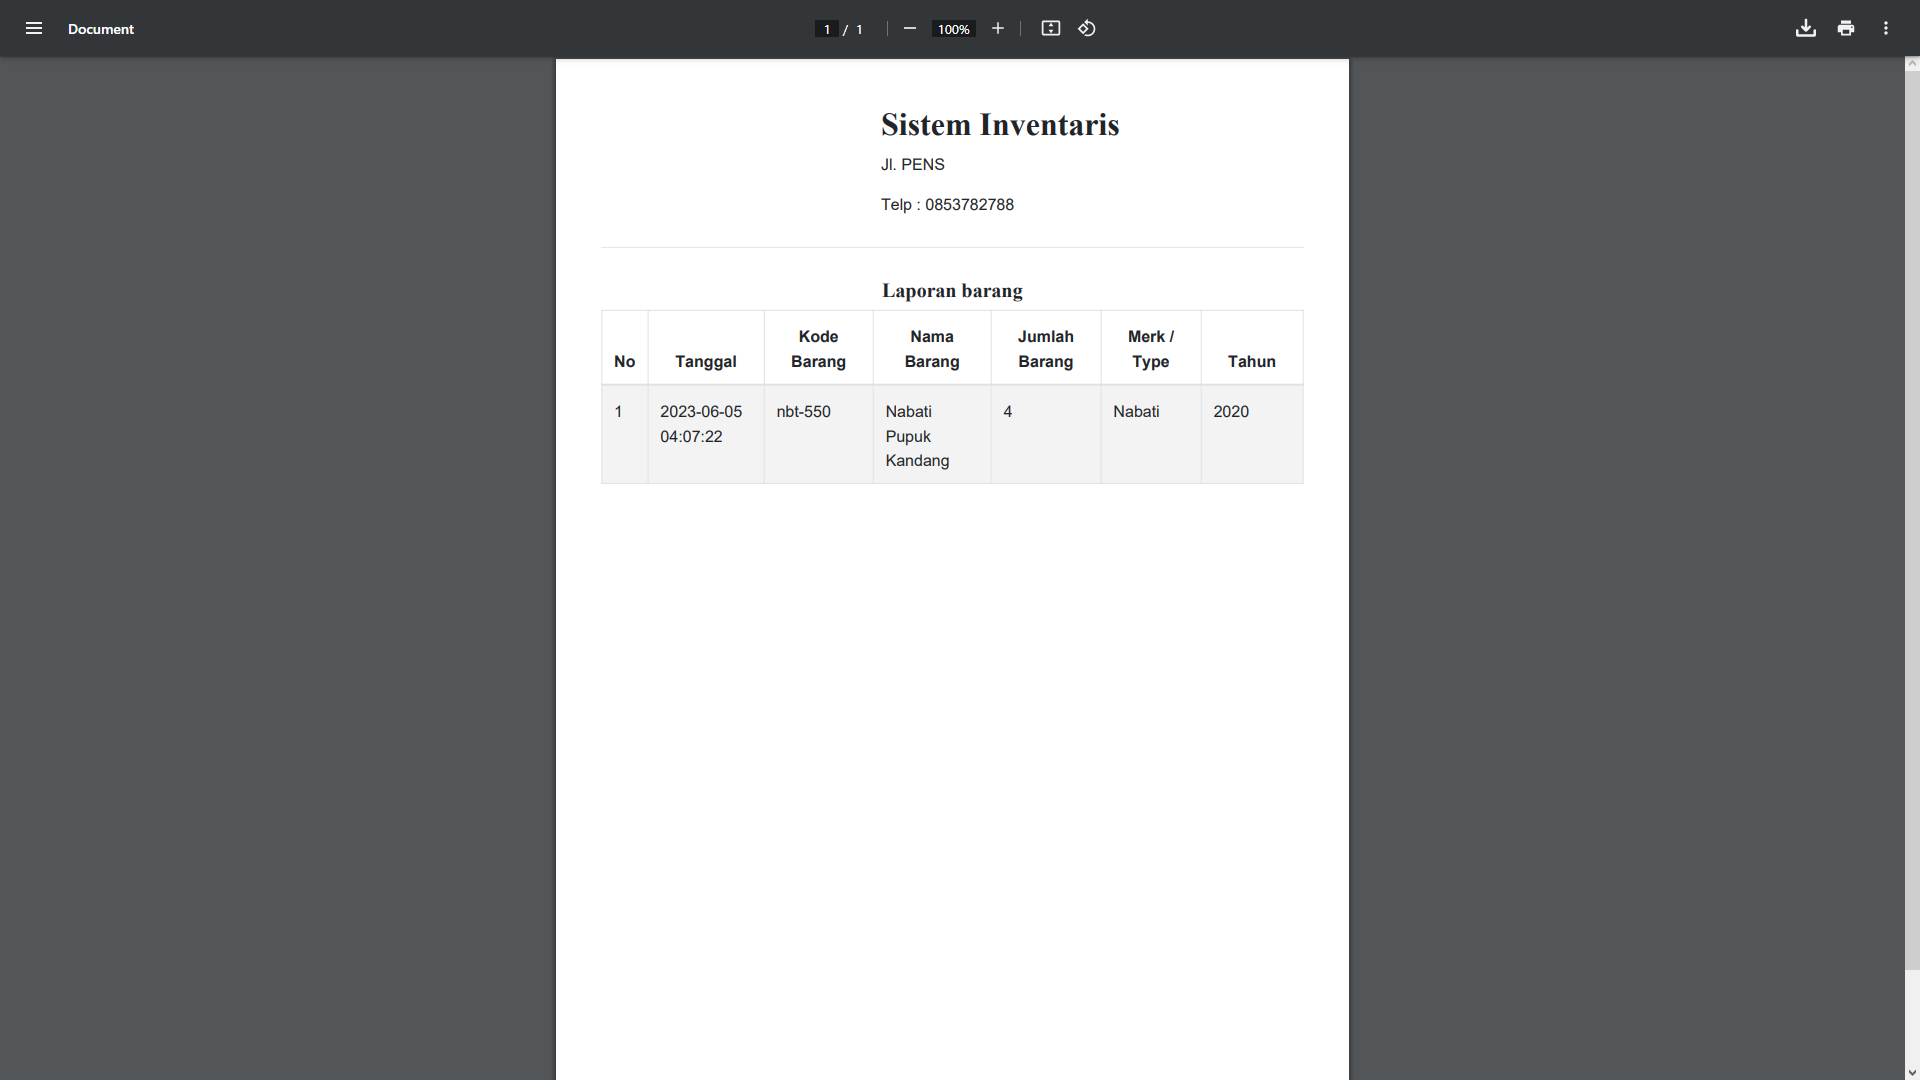 Document
1 / 1
100%
Sistem Inventaris
Jl. PENS
Telp : 0853782788
Laporan barang
No Tanggal Kode Barang Nama Barang Jumlah Barang Merk / Type Tahun
1 2023-06-05 04:07:22 nbt-550 Nabati Pupuk Kandang 4 Nabati 2020